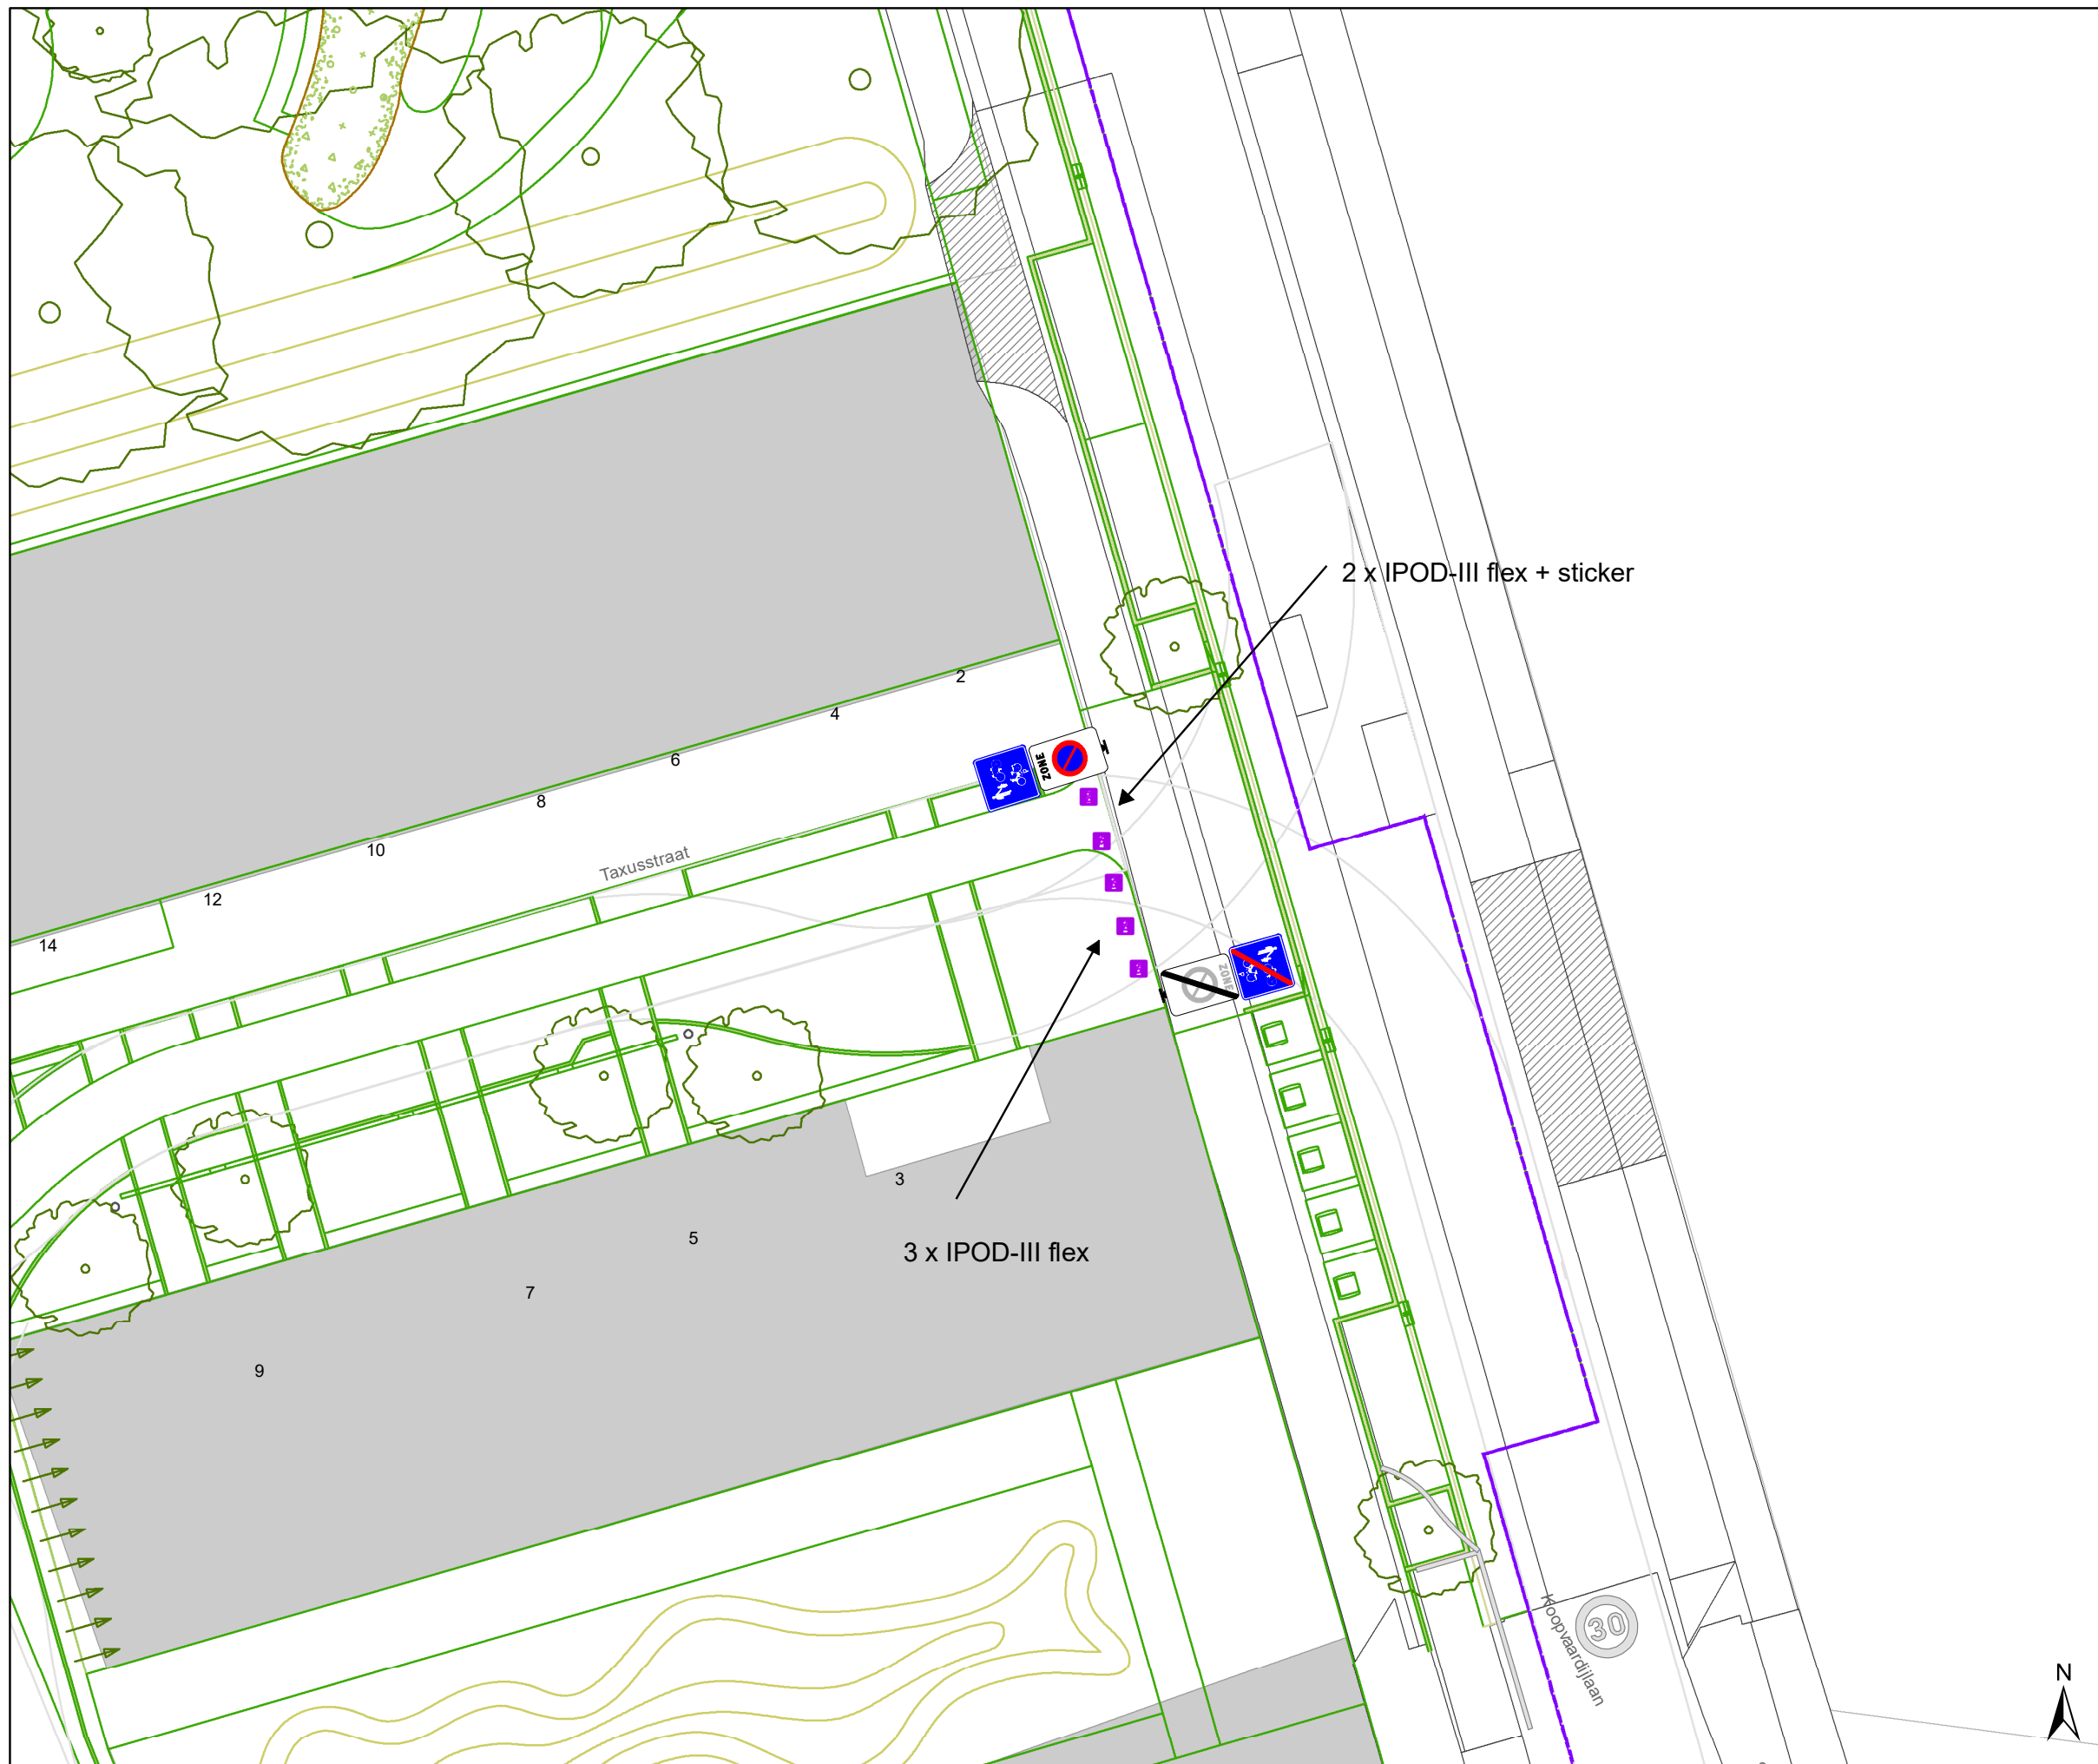 2 x IPOD-III flex + sticker
2
4
ZONE
6
8
10
Taxusstraat
12
14
ZONE
3
5
3 x IPOD-III flex
7
9
Koopvaardijlaan
30
N